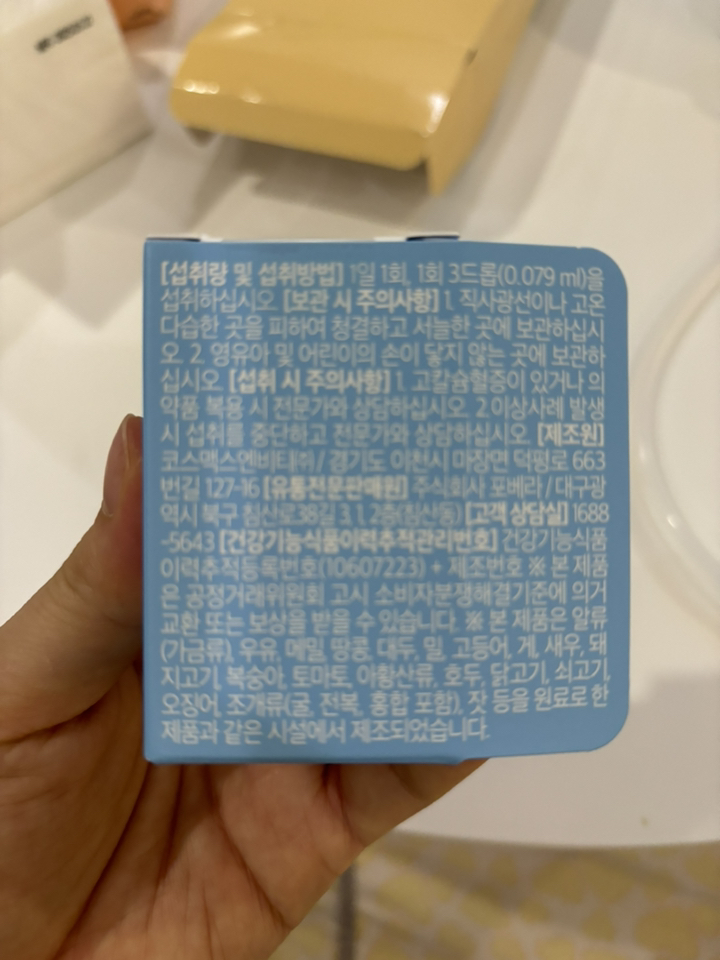 [섭취량 및 섭취방법] 1일 1회, 1회 3드롭(0.079 ml)을
섭취하십시오. [보관 시 주의사항] 1. 직사광선이나 고온
다습한 곳을 피하여 청결하고 서늘한 곳에 보관하십시
오. 2. 영유아 및 어린이의 손이 닿지 않는 곳에 보관하
십시오. [섭취 시 주의사항] 1. 고칼슘혈증이 있거나 의
약품 복용 시 전문가와 상담하십시오. 2.이상사례 발생
시 섭취를 중단하고 전문가와 상담하십시오. [제조원]
코스맥스엔비티㈜/ 경기도 이천시 마장면 덕평로 663
번길 127-16 [유통전문판매원] 주식회사 포베라 / 대구광
역시 북구 침산로38길 3, 1, 2층(침산동) [고객 상담실] 1688
-5643 [건강기능식품이력추적관리번호] 건강기능식품
이력추적등록번호(10607223) + 제조번호 ※ 본 제품
은 공정거래위원회 고시 소비자분쟁해결기준에 의거
교환 또는 보상을 받을 수 있습니다. ※ 본 제품은 알류
(가금류), 우유, 메밀, 땅콩, 대두, 밀, 고등어, 게, 새우, 돼
지고기, 복숭아, 토마토, 아황산류, 호두, 닭고기, 쇠고기,
오징어, 조개류(굴, 전복, 홍합 포함), 잣 등을 원료로 한
제품과 같은 시설에서 제조되었습니다.